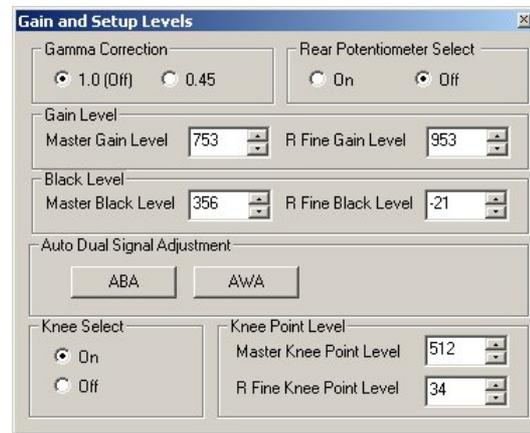 Gain and Setup Levels
Gamma Correction
1.0 (Off) 0.45
Rear Potentiometer Select
On Off
Gain Level
Master Gain Level 753 R Fine Gain Level 953
Black Level
Master Black Level 356 R Fine Black Level -21
Auto Dual Signal Adjustment
ABA AWA
Knee Select
On
Off
Knee Point Level
Master Knee Point Level 512
R Fine Knee Point Level 34